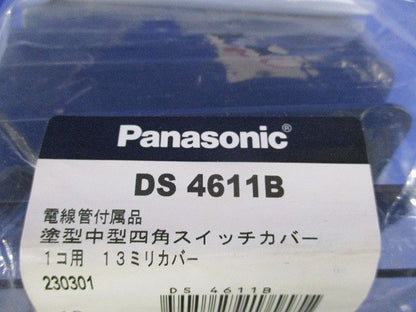 Panasonic®
DS 4611B
電線管付属品
塗型中型四角スイッチカバー
1コ用 13ミリカバー
230301
DS 4611B